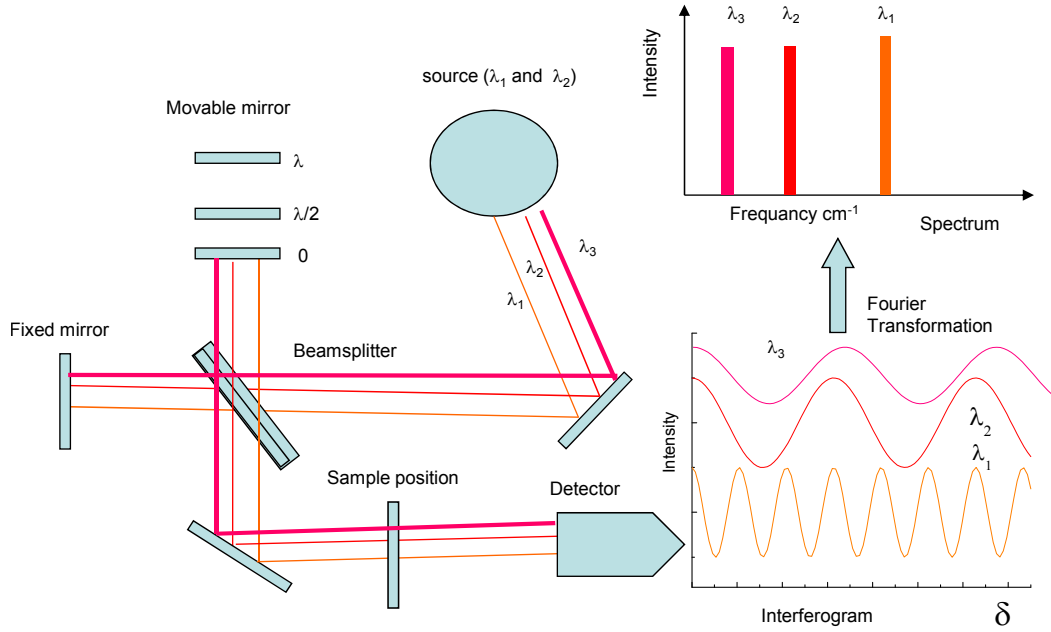 source (λ₁ and λ₂)
Movable mirror
λ
λ/2
0
Fixed mirror
Beamsplitter
λ₃
λ₂
λ₁
Sample position
Detector
Intensity
λ₃ λ₂ λ₁
Frequancy cm⁻¹
Spectrum
Fourier
Transformation
Intensity
λ₃
λ₂
λ₁
Interferogram
δ